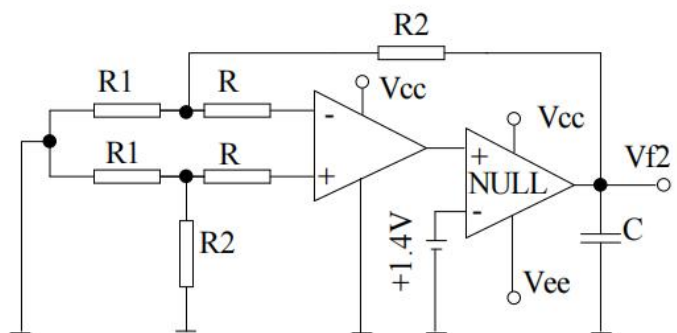 R2
R1 R
Vcc
-
Vcc
R1 R
+
+
NULL
-
Vf2
R2
+1.4V
C
Vee